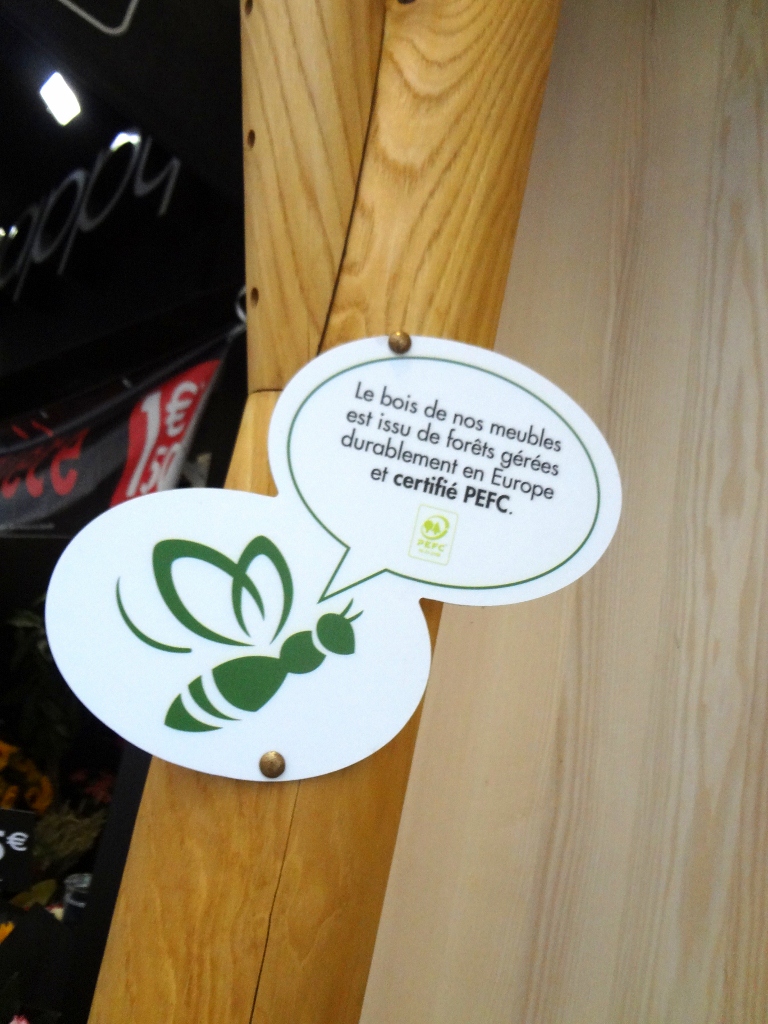 Le bois de nos meubles
est issu de forêts gérées
durablement en Europe
et certifié PEFC.
PEFC